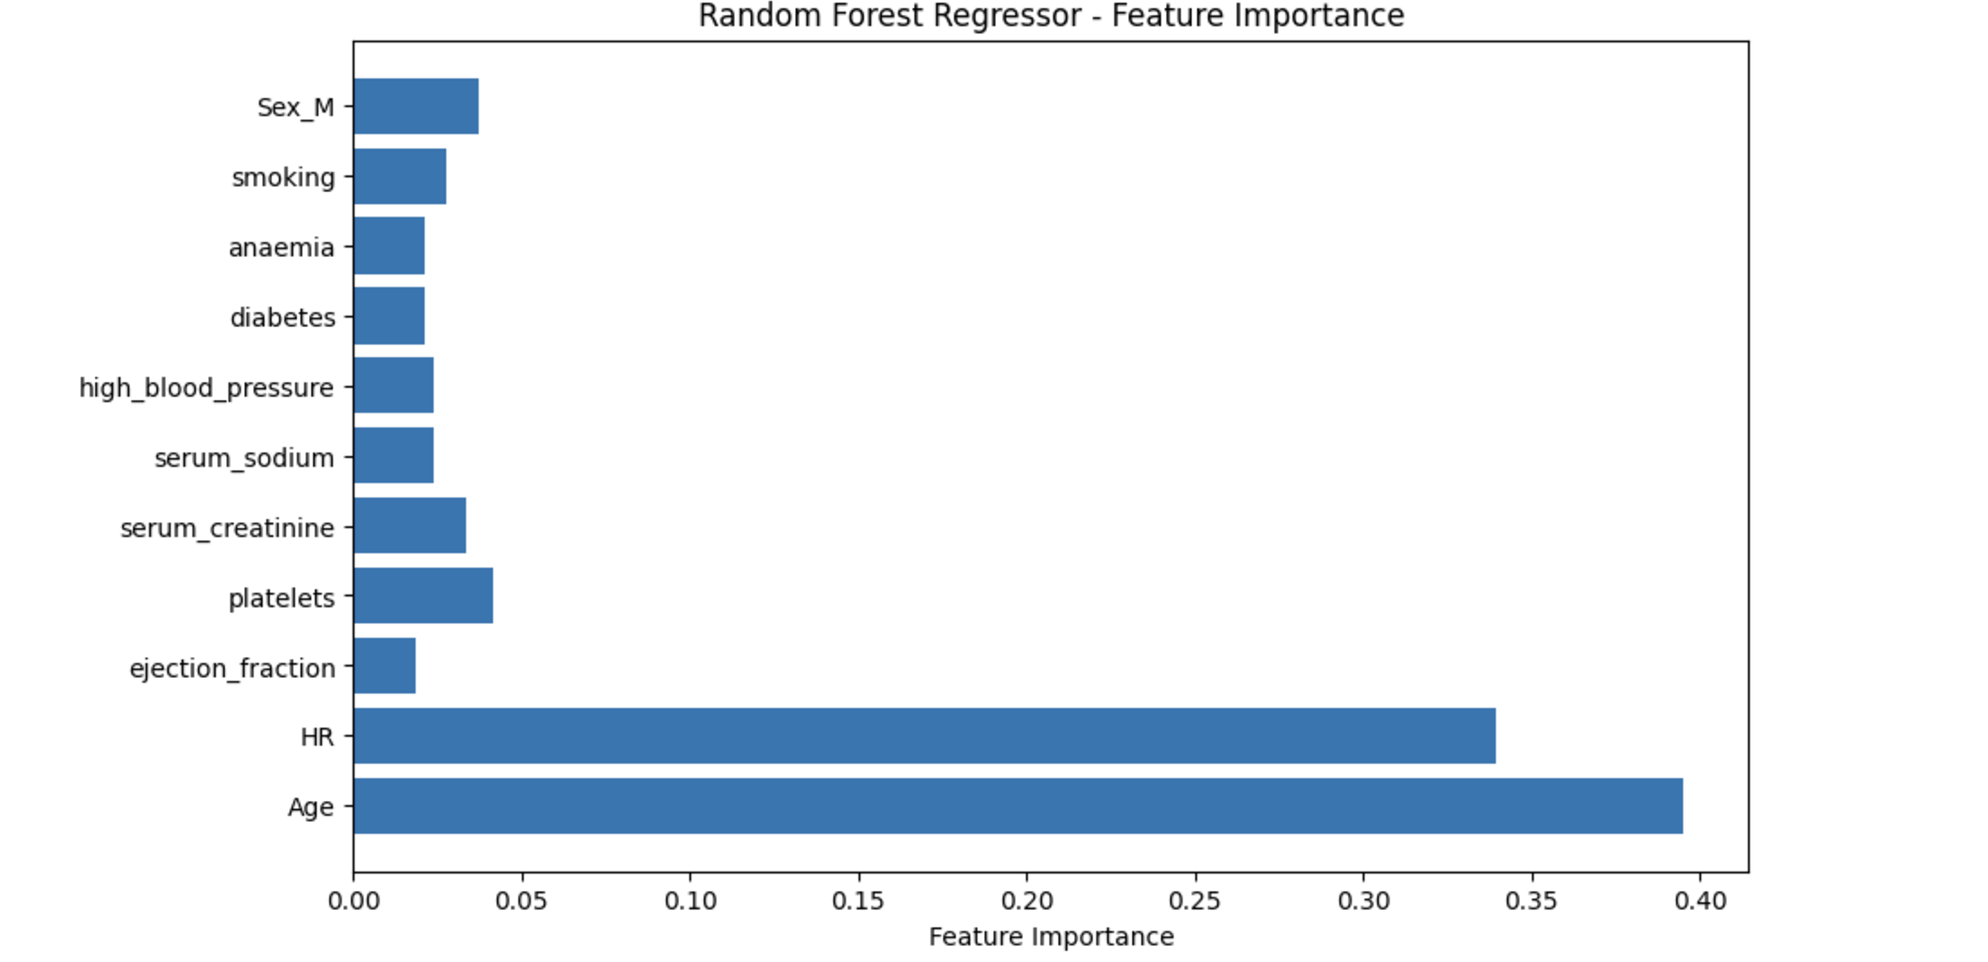 Random Forest Regressor - Feature Importance
Sex_M
smoking
anaemia
diabetes
high_blood_pressure
serum_sodium
serum_creatinine
platelets
ejection_fraction
HR
Age
0.00 0.05 0.10 0.15 0.20 0.25 0.30 0.35 0.40
Feature Importance